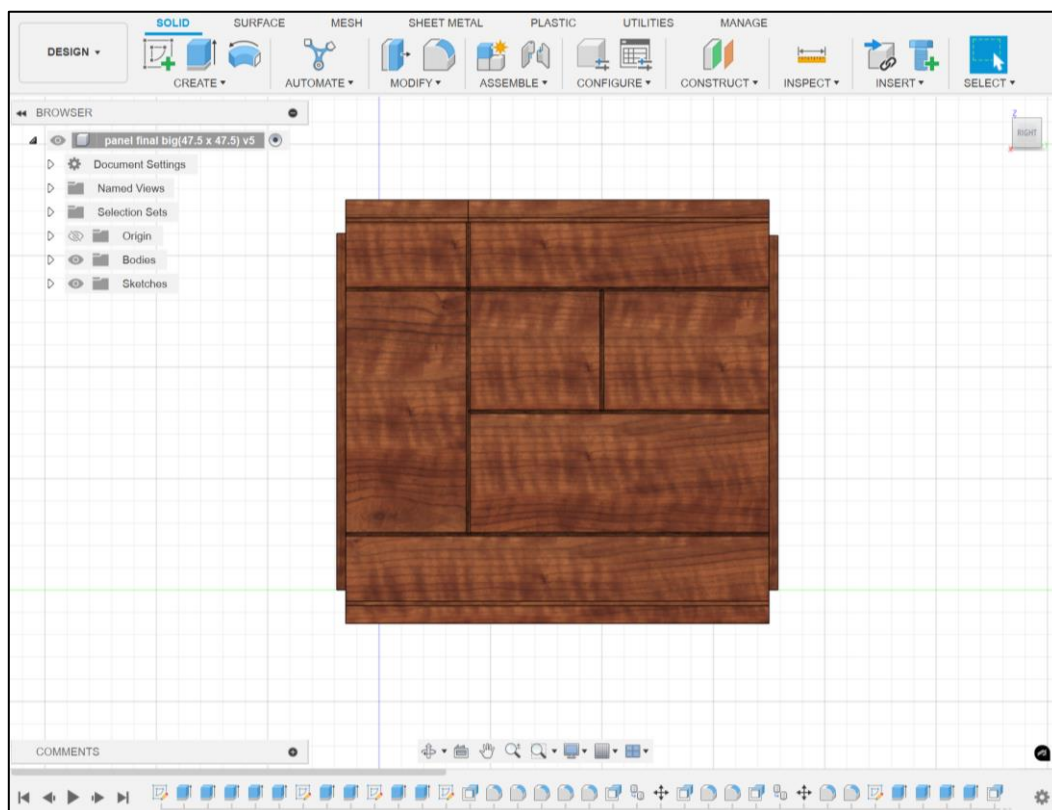 SOLID SURFACE MESH SHEET METAL PLASTIC UTILITIES MANAGE
DESIGN ▾
CREATE ▾ AUTOMATE ▾ MODIFY ▾ ASSEMBLE ▾ CONFIGURE ▾ CONSTRUCT ▾ INSPECT ▾ INSERT ▾ SELECT ▾
BROWSER
Z
RIGHT
panel final big(47.5 x 47.5) v5
Document Settings
Named Views
Selection Sets
Origin
Bodies
Sketches
COMMENTS